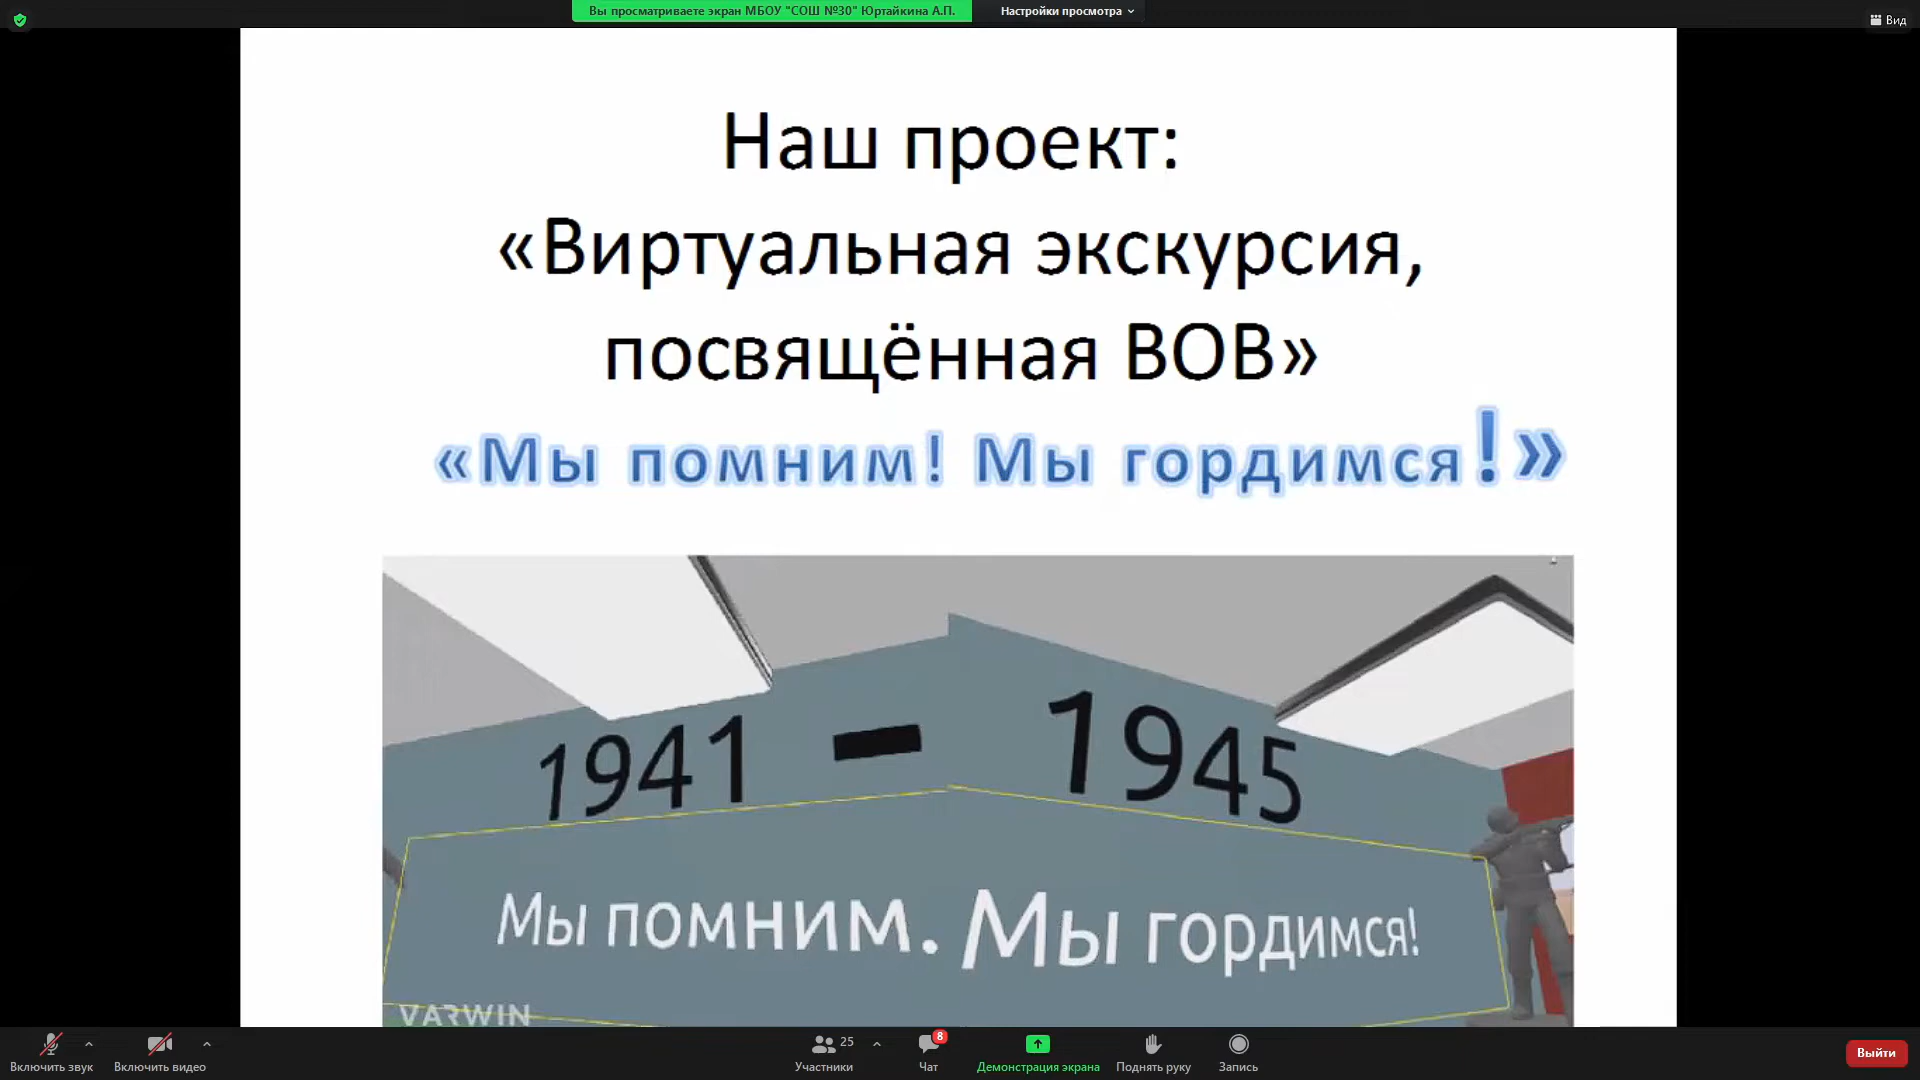 Вы просматриваете экран МБОУ "СОШ №30" Юртайкина А.П.
Настройки просмотра
Вид
Наш проект:
«Виртуальная экскурсия,
посвящённая ВОВ»
«Мы помним! Мы гордимся!»
1941 - 1945
Мы помним. Мы гордимся!
VARWIN
25
8
Включить звук
Включить видео
Участники
Чат
Демонстрация экрана
Поднять руку
Запись
Выйти